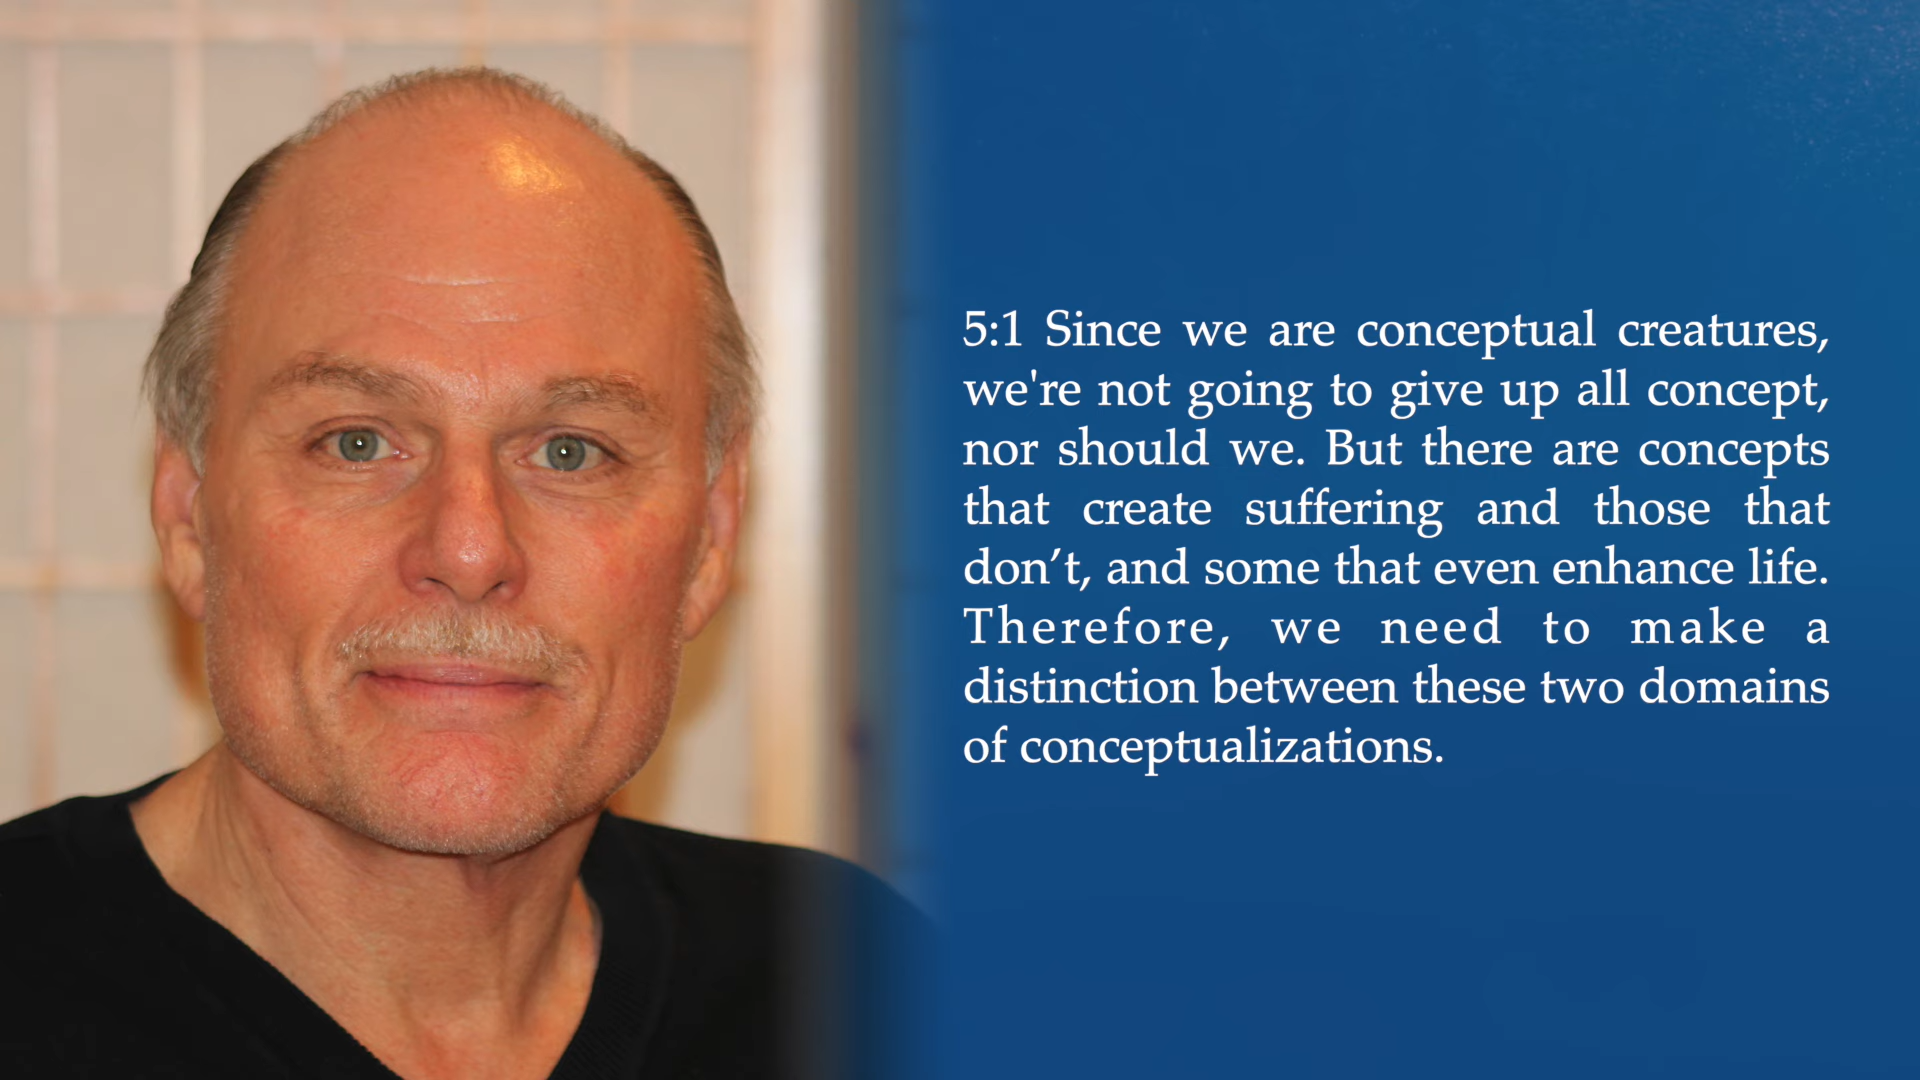 5:1 Since we are conceptual creatures,
we're not going to give up all concept,
nor should we. But there are concepts
that create suffering and those that
don’t, and some that even enhance life.
Therefore, we need to make a
distinction between these two domains
of conceptualizations.